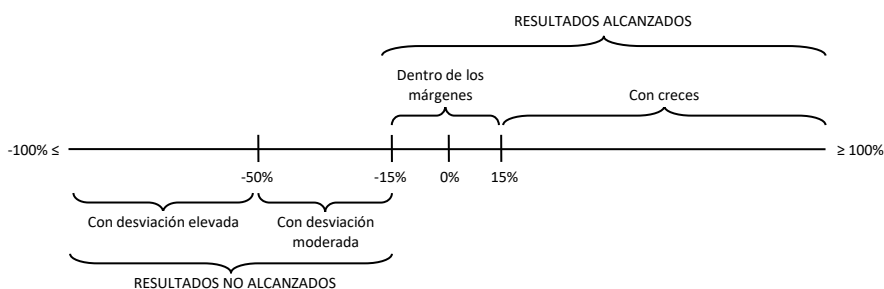 RESULTADOS ALCANZADOS
Dentro de los
márgenes
Con creces
-100% ≤
≥ 100%
-50%
-15%
0%
15%
Con desviación elevada
Con desviación
moderada
RESULTADOS NO ALCANZADOS